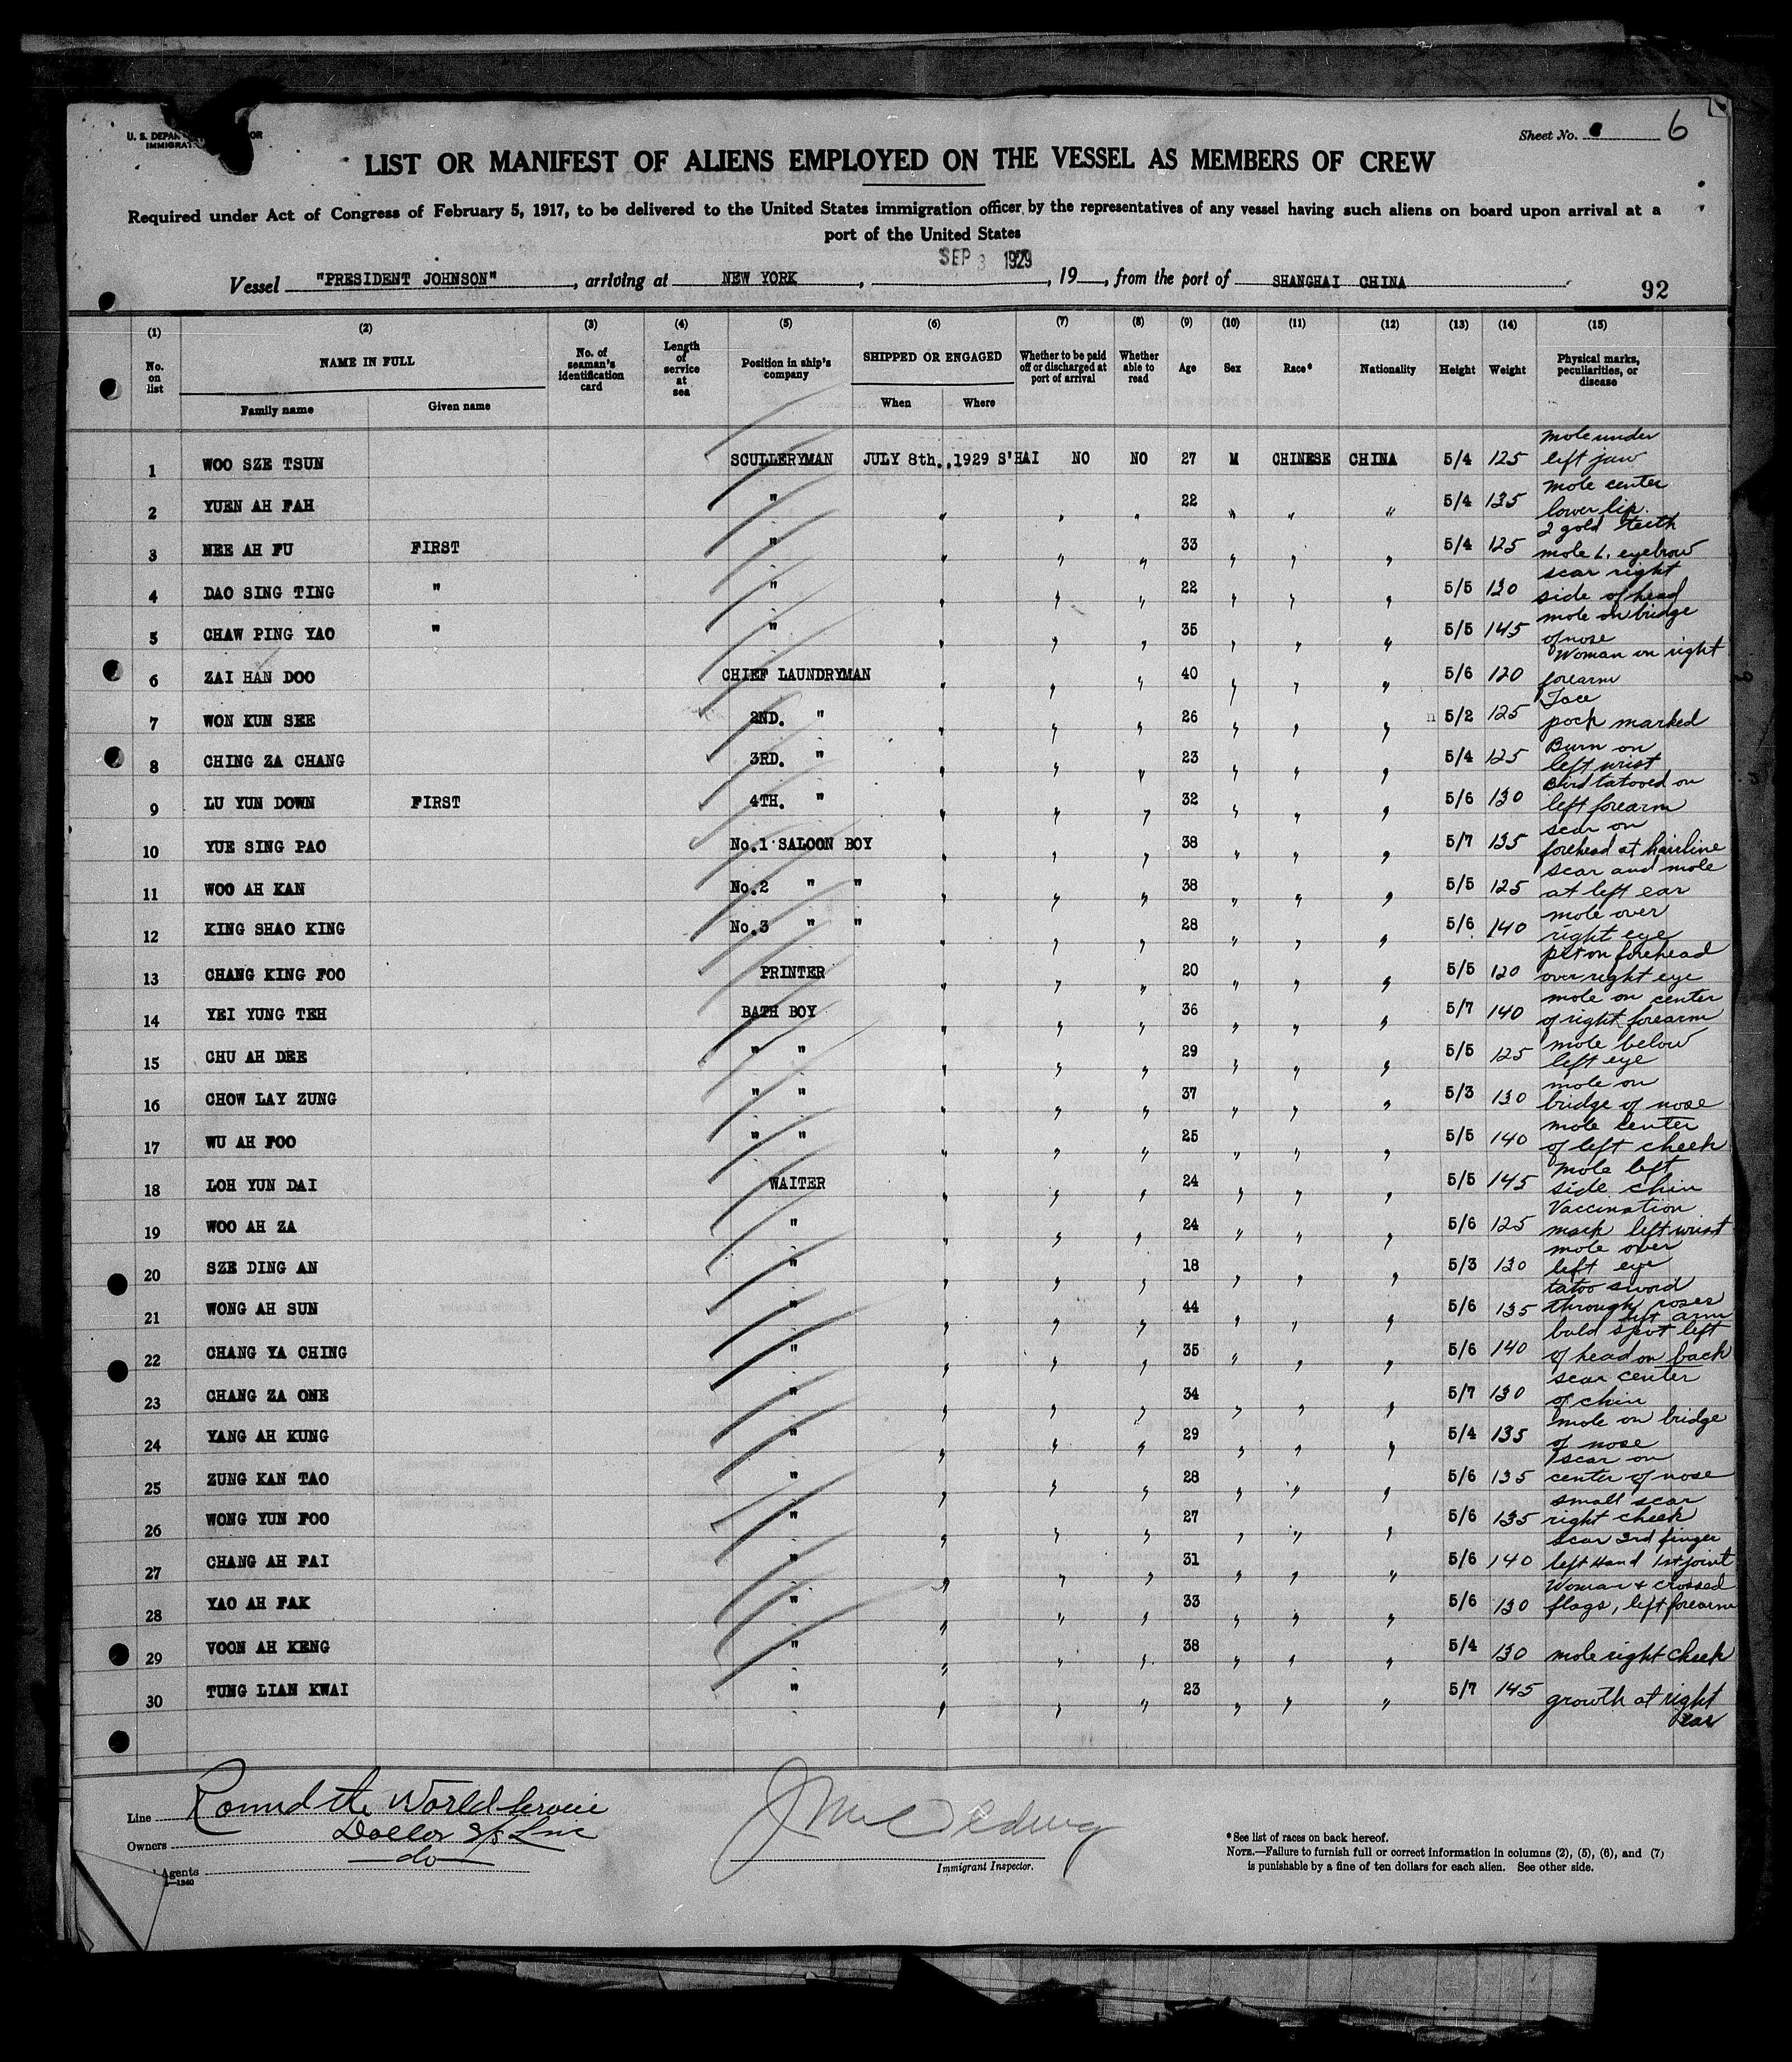 U. S. DEPAR OR
IMMIGRAT
Sheet No. 6
LIST OR MANIFEST OF ALIENS EMPLOYED ON THE VESSEL AS MEMBERS OF CREW
Required under Act of Congress of February 5, 1917, to be delivered to the United States immigration officer by the representatives of any vessel having such aliens on board upon arrival at a
port of the United States
SEP 3 1929
Vessel "PRESIDENT JOHNSON", arriving at NEW YORK, , 19 , from the port of SHANGHAI CHINA
92
(1) (2) (3) (4) (5) (6) (7) (8) (9) (10) (11) (12) (13) (14) (15)
No. on list NAME IN FULL Family name Given name No. of seaman's identification card Length of service at sea Position in ship's company SHIPPED OR ENGAGED When Where Whether to be paid off or discharged at port of arrival Whether able to read Age Sex Race* Nationality Height Weight Physical marks, peculiarities, or disease
1 WOO SZE TSUN SCULLERYMAN JULY 8th., 1929 S'HAI NO NO 27 M CHINESE CHINA 5/4 125 mole under left jaw
2 YUEN AH FAH " " " " 22 " " " 5/4 135 mole center lower lip.
3 NEE AH FU FIRST " " " " 33 " " " 5/4 125 2 gold teeth mole L. eyebrow
4 DAO SING TING " " " " " 22 " " " 5/5 130 scar right side of head
5 CHAW PING YAO " " " " " 35 " " " 5/5 145 mole on bridge of nose
6 ZAI HAN DOO CHIEF LAUNDRYMAN " " " 40 " " " 5/6 120 Woman on right forearm
7 WON KUN SEE 2ND. " " " " 26 " " " 5/2 125 Face pock marked
8 CHING ZA CHANG 3RD. " " " " 23 " " " 5/4 125 Burn on left wrist
9 LU YUN DOWN FIRST 4TH. " " " " 32 " " " 5/6 130 Bird tatooed on left forearm
10 YUE SING PAO No.1 SALOON BOY " " " 38 " " " 5/7 135 scar on forehead at hairline
11 WOO AH KAN No.2 " " " " " 38 " " " 5/5 125 scar and mole at left ear
12 KING SHAO KING No.3 " " " " " 28 " " " 5/6 140 mole over right eye
13 CHANG KING FOO PRINTER " " " 20 " " " 5/5 120 pit on forehead over right eye
14 YEI YUNG TEH BATH BOY " " " 36 " " " 5/7 140 mole on center of right forearm
15 CHU AH DEE " " " " " 29 " " " 5/5 125 mole below left eye
16 CHOW LAY ZUNG " " " " " 37 " " " 5/3 130 mole on bridge of nose
17 WU AH FOO " " " " " 25 " " " 5/5 140 mole center of left cheek
18 LOH YUN DAI WAITER " " " 24 " " " 5/5 145 mole left side chin
19 WOO AH ZA " " " " 24 " " " 5/6 125 Vaccination mark left wrist
20 SZE DING AN " " " " 18 " " " 5/3 130 mole over left eye
21 WONG AH SUN " " " " 44 " " " 5/6 135 tatoo sword through roses left arm
22 CHANG YA CHING " " " " 35 " " " 5/6 140 bald spot left of head on back
23 CHANG ZA ONE " " " " 34 " " " 5/7 130 scar center of chin
24 YANG AH KUNG " " " " 29 " " " 5/4 135 mole on bridge of nose
25 ZUNG KAN TAO " " " " 28 " " " 5/6 135 scar on center of nose
26 WONG YUN FOO " " " " 27 " " " 5/6 135 small scar right cheek
27 CHANG AH FAI " " " " 31 " " " 5/6 140 scar 3rd finger left Hand 1st joint
28 YAO AH FAK " " " " 33 " " " 5/6 130 Woman + crossed flags, left forearm
29 VOON AH KENG " " " " 38 " " " 5/4 130 mole right cheek
30 TUNG LIAN KWAI " " " " 23 " " " 5/7 145 growth at right ear
Line Round the World Service
Owners Dollar S/S Line
Agents do
1—1240
Immigrant Inspector.
*See list of races on back hereof.
NOTE.—Failure to furnish full or correct information in columns (2), (5), (6), and (7)
is punishable by a fine of ten dollars for each alien. See other side.